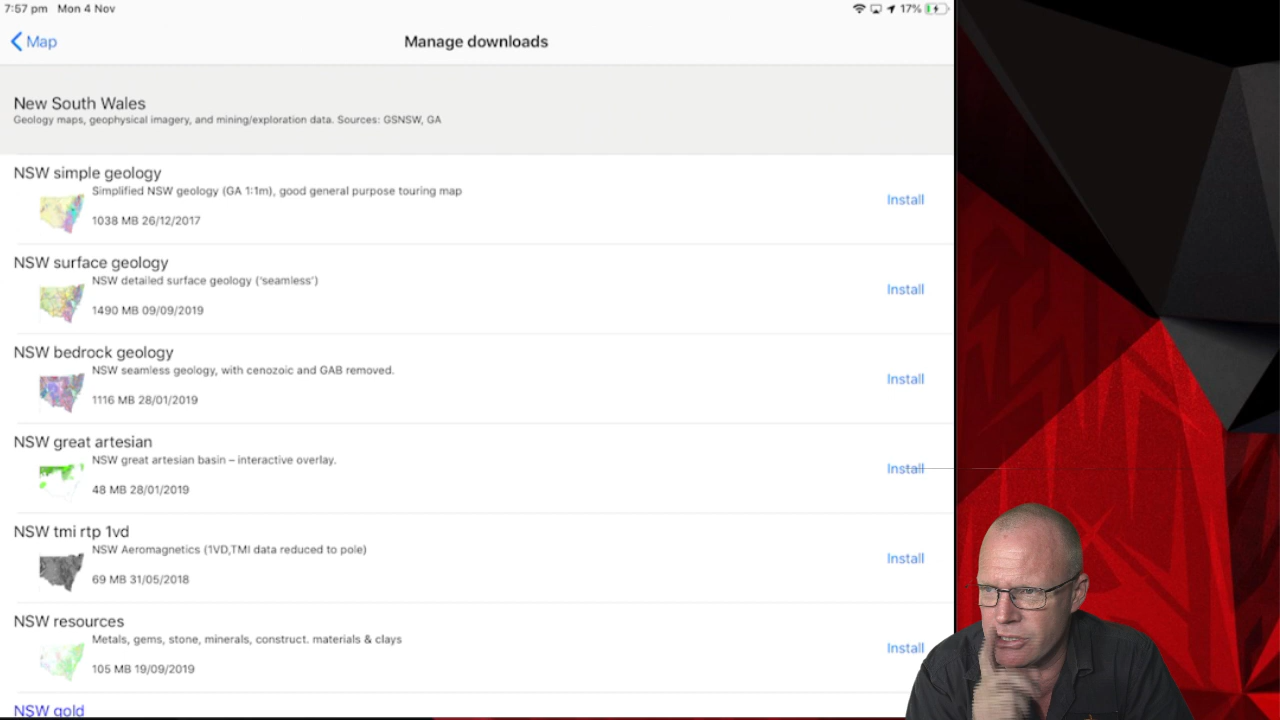 7:57 pm Mon 4 Nov
17%
Map
Manage downloads
New South Wales
Geology maps, geophysical imagery, and mining/exploration data. Sources: GSNSW, GA
NSW simple geology
Simplified NSW geology (GA 1:1m), good general purpose touring map
Install
1038 MB 26/12/2017
NSW surface geology
NSW detailed surface geology ('seamless')
Install
1490 MB 09/09/2019
NSW bedrock geology
NSW seamless geology, with cenozoic and GAB removed.
Install
1116 MB 28/01/2019
NSW great artesian
NSW great artesian basin – interactive overlay.
Install
48 MB 28/01/2019
NSW tmi rtp 1vd
NSW Aeromagnetics (1VD,TMI data reduced to pole)
Install
69 MB 31/05/2018
NSW resources
Metals, gems, stone, minerals, construct. materials & clays
Install
105 MB 19/09/2019
NSW gold